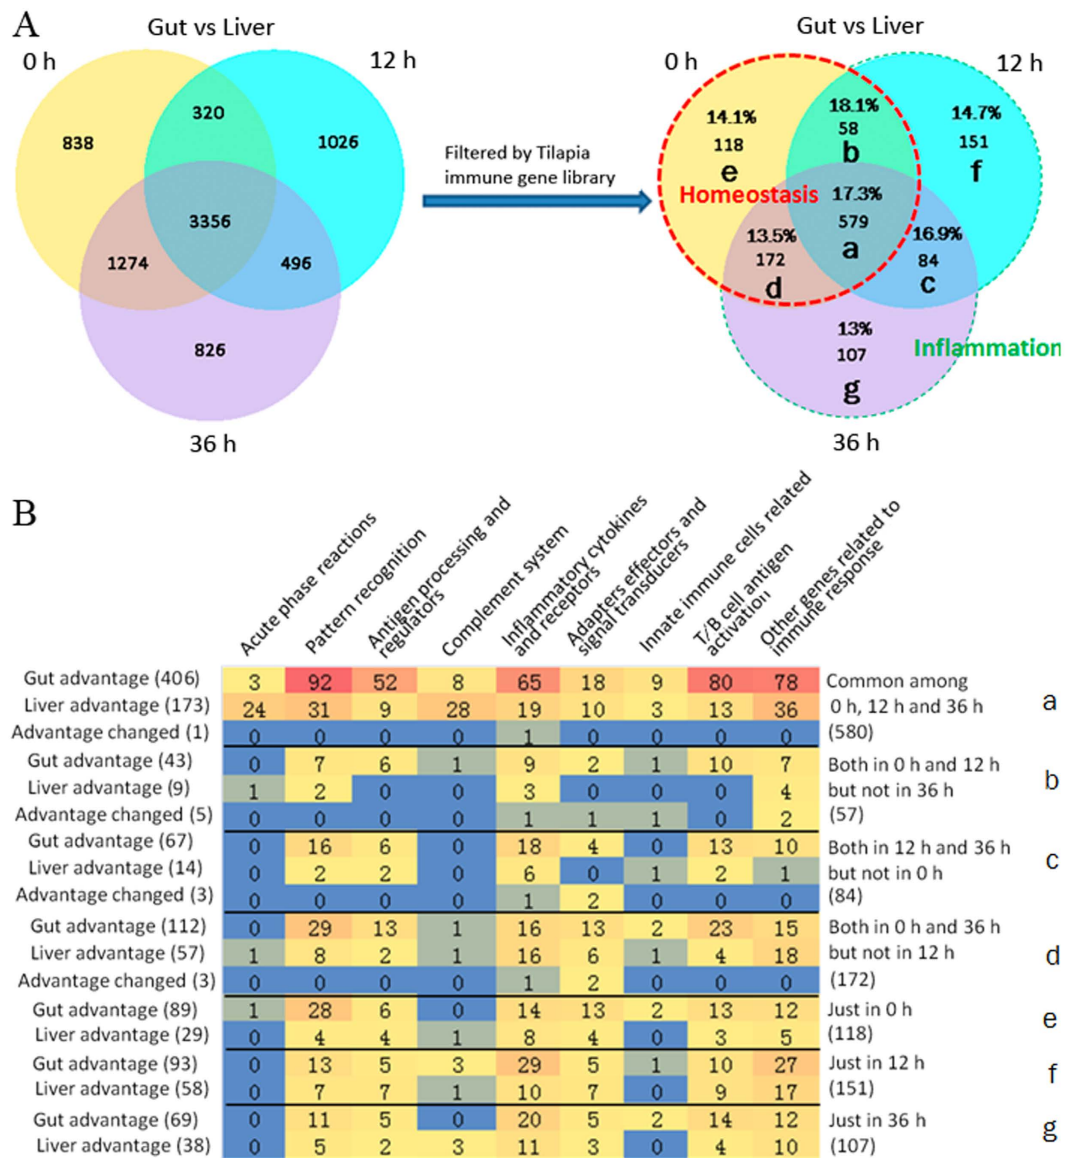 A
Gut vs Liver
0 h
12 h
320
838
1026
3356
1274
496
826
36 h
Filtered by Tilapia
immune gene library
Gut vs Liver
0 h
12 h
14.1%
118
e
18.1%
58
b
14.7%
151
f
Homeostasis
17.3%
579
a
13.5%
172
d
16.9%
84
c
13%
107
g
Inflammation
36 h
B
Acute phase reactions
Pattern recognition
Antigen processing and
regulators
Complement system
Inflammatory cytokines
and receptors
Adapters effectors and
signal transducers
Innate immune cells related
T/B cell antigen
activation
Other genes related to
immune response
Gut advantage (406) 3 92 52 8 65 18 9 80 78 Common among
Liver advantage (173) 24 31 9 28 19 10 3 13 36 0 h, 12 h and 36 h a
Advantage changed (1) 0 0 0 0 1 0 0 0 0 (580)
Gut advantage (43) 0 7 6 1 9 2 1 10 7 Both in 0 h and 12 h
Liver advantage (9) 1 2 0 0 3 0 0 0 4 but not in 36 h b
Advantage changed (5) 0 0 0 0 1 1 1 0 2 (57)
Gut advantage (67) 0 16 6 0 18 4 0 13 10 Both in 12 h and 36 h
Liver advantage (14) 0 2 2 0 6 0 1 2 1 but not in 0 h c
Advantage changed (3) 0 0 0 0 1 2 0 0 0 (84)
Gut advantage (112) 0 29 13 1 16 13 2 23 15 Both in 0 h and 36 h
Liver advantage (57) 1 8 2 1 16 6 1 4 18 but not in 12 h d
Advantage changed (3) 0 0 0 0 1 2 0 0 0 (172)
Gut advantage (89) 1 28 6 0 14 13 2 13 12 Just in 0 h e
Liver advantage (29) 0 4 4 1 8 4 0 3 5 (118)
Gut advantage (93) 0 13 5 3 29 5 1 10 27 Just in 12 h f
Liver advantage (58) 0 7 7 1 10 7 0 9 17 (151)
Gut advantage (69) 0 11 5 0 20 5 2 14 12 Just in 36 h g
Liver advantage (38) 0 5 2 3 11 3 0 4 10 (107)